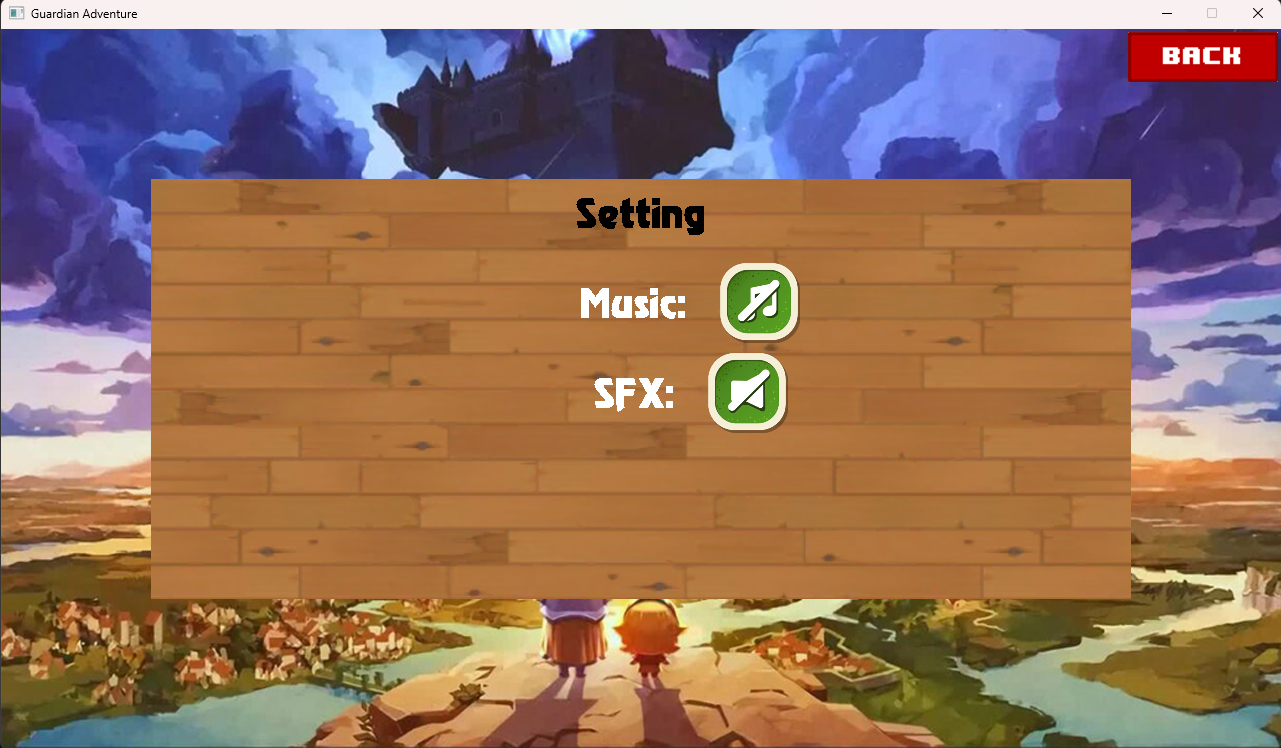 Guardian Adventure
BACK
Setting
Music:
SFX: